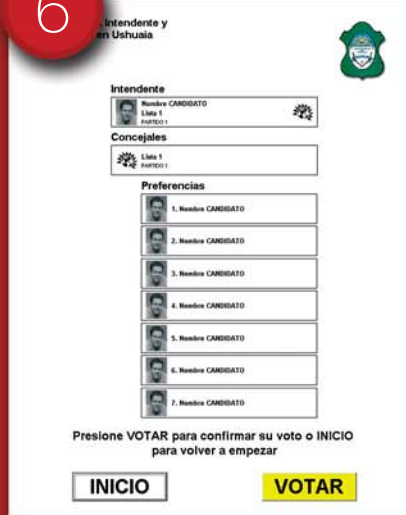 6
Intendente y
en Ushuaia
Intendente
Nombre CANDIDATO
Lista 1
PARTIDO 1
Concejales
Lista 1
PARTIDO 1
Preferencias
1. Nombre CANDIDATO
2. Nombre CANDIDATO
3. Nombre CANDIDATO
4. Nombre CANDIDATO
5. Nombre CANDIDATO
6. Nombre CANDIDATO
7. Nombre CANDIDATO
Presione VOTAR para confirmar su voto o INICIO
para volver a empezar
INICIO
VOTAR